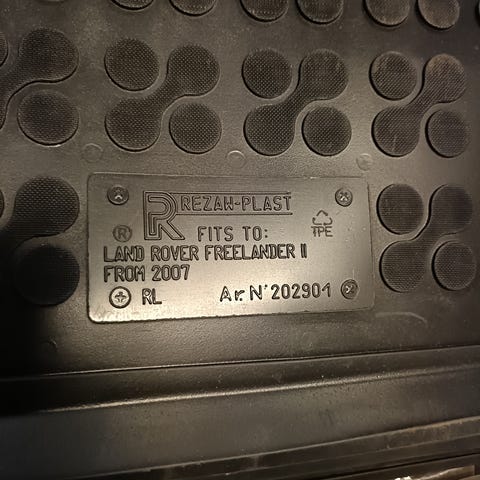 REZAW-PLAST
® FITS TO: TPE
LAND ROVER FREELANDER II
FROM 2007
RL Ar. N° 202901